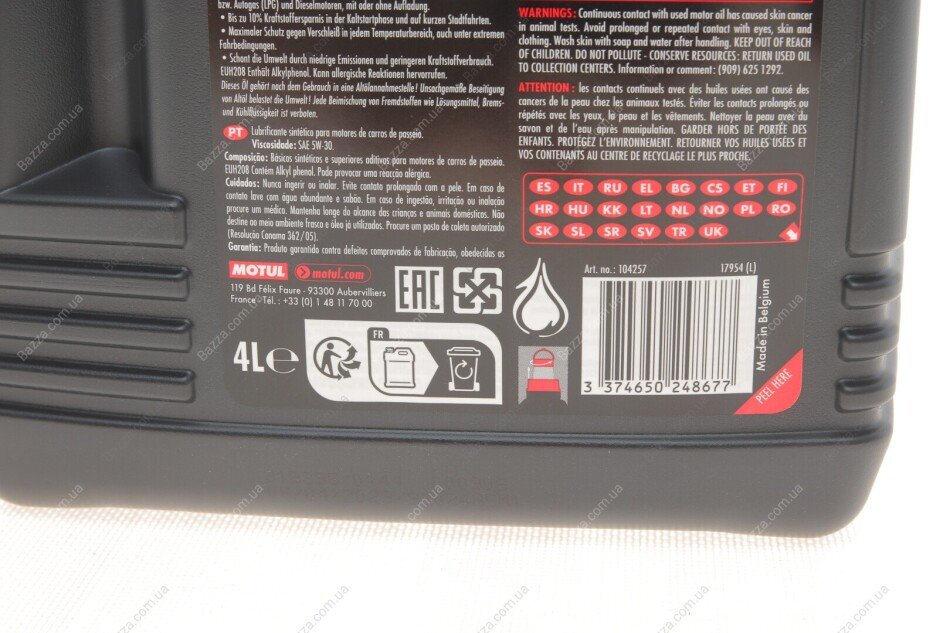 bzw. Autogas (LPG) und Dieselmotoren, mit oder ohne Aufladung.
• Bis zu 10% Kraftstoffersparnis in der Kaltstartphase und auf kurzen Stadtfahrten.
• Maximaler Schutz gegen Verschleiß in jedem Temperaturbereich, auch unter extremen
Fahrbedingungen.
• Schont die Umwelt durch niedrige Emissionen und geringeren Kraftstoffverbrauch.
EUH208 Enthält Alkylphenol. Kann allergische Reaktionen hervorrufen.
Dieses Öl gehört nach dem Gebrauch in eine Altölannahmestelle! Unsachgemäße Beseitigung
von Altöl belastet die Umwelt! Jede Beimischung von Fremdstoffen wie Lösungsmittel, Brems-
und Kühlflüssigkeit ist verboten.
PT Lubrificante sintético para motores de carros de passeio.
Viscosidade: SAE 5W-30.
Composição: Básicos sintéticos e superiores aditivos para motores de carros de passeio.
EUH208 Contém Alkyl phenol. Pode provocar uma reacção alérgica.
Cuidados: Nunca ingerir ou inalar. Evite contato prolongado com a pele. Em caso de
contato lave com água abundante e sabão. Em caso de ingestão, irritação ou inalação
procure um médico. Mantenha longe do alcance das crianças e animais domésticos. Não
destine ao meio ambiente frasco e óleo já utilizados. Procure um posto de coleta autorizado
(Resolução Conama 362/05).
Garantia: Produto garantido contra defeitos comprovados de fabricação, obedecidas as
MOTUL motul.com
119 Bd Félix Faure - 93300 Aubervilliers
France - Tél. : +33 (0) 1 48 11 70 00
EAC
4L℮
FR
WARNINGS: Continuous contact with used motor oil has caused skin cancer
in animal tests. Avoid prolonged or repeated contact with eyes, skin and
clothing. Wash skin with soap and water after handling. KEEP OUT OF REACH
OF CHILDREN. DO NOT POLLUTE - CONSERVE RESOURCES: RETURN USED OIL
TO COLLECTION CENTERS. Information or comment: (909) 625 1292.
ATTENTION : les contacts continuels avec des huiles usées ont causé des
cancers de la peau chez les animaux testés. Éviter les contacts prolongés ou
répétés avec les yeux, la peau et les vêtements. Nettoyer la peau avec du
savon et de l'eau après manipulation. GARDER HORS DE PORTÉE DES
ENFANTS. PROTÉGEZ L'ENVIRONNEMENT. RETOURNER VOS HUILES USÉES ET
VOS CONTENANTS AU CENTRE DE RECYCLAGE LE PLUS PROCHE.
ES IT RU EL BG CS ET FI
HR HU KK LT NL NO PL RO
SK SL SR SV TR UK
Art. no.: 104257 17954 (L)
3 374650 248677
Made in Belgium
PEEL HERE
Bazza.com.ua